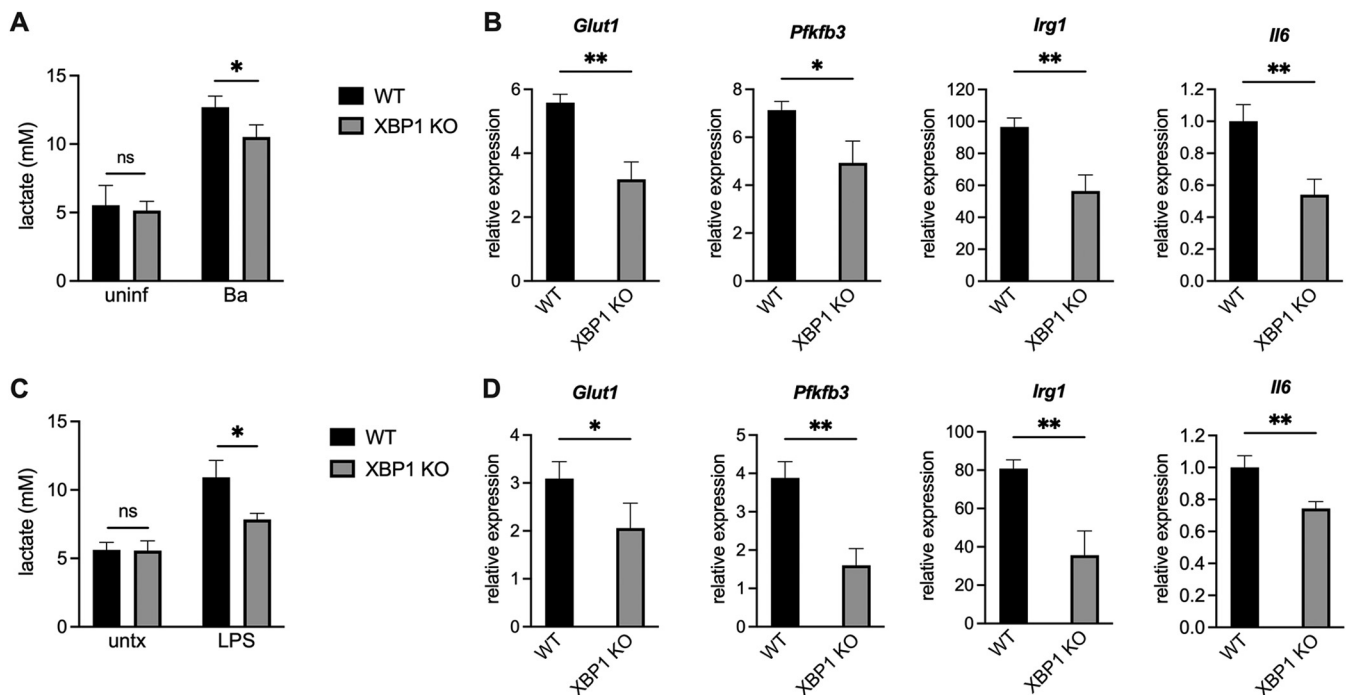 A
lactate (mM)
15
10
5
0
ns
*
uninf
Ba
WT
XBP1 KO
B
Glut1
**
relative expression
6
4
2
0
WT
XBP1 KO
Pfkfb3
*
relative expression
8
6
4
2
0
WT
XBP1 KO
Irg1
**
relative expression
120
100
80
60
40
20
0
WT
XBP1 KO
Il6
**
relative expression
1.2
1.0
0.8
0.6
0.4
0.2
0.0
WT
XBP1 KO
C
lactate (mM)
15
10
5
0
ns
*
untx
LPS
WT
XBP1 KO
D
Glut1
*
relative expression
4
3
2
1
0
WT
XBP1 KO
Pfkfb3
**
relative expression
5
4
3
2
1
0
WT
XBP1 KO
Irg1
**
relative expression
100
80
60
40
20
0
WT
XBP1 KO
Il6
**
relative expression
1.2
1.0
0.8
0.6
0.4
0.2
0.0
WT
XBP1 KO